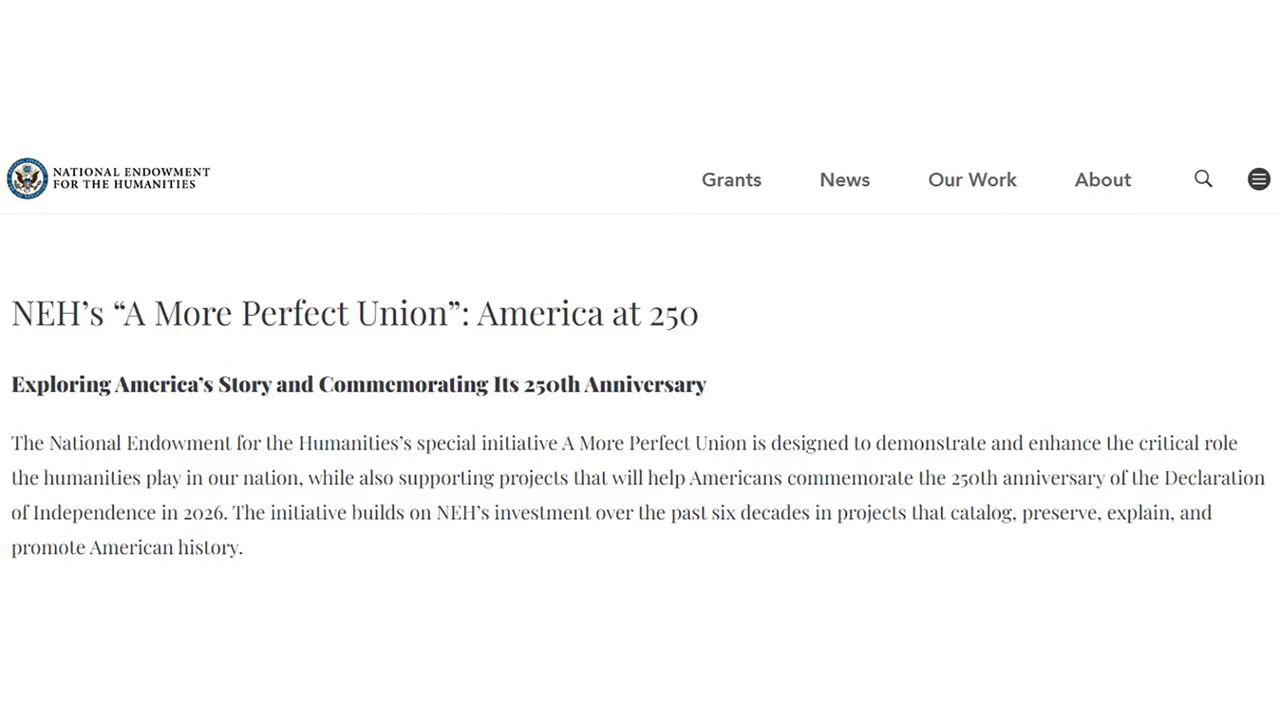 NATIONAL ENDOWMENT
FOR THE HUMANITIES
Grants News Our Work About
NEH’s “A More Perfect Union”: America at 250
Exploring America’s Story and Commemorating Its 250th Anniversary
The National Endowment for the Humanities’s special initiative A More Perfect Union is designed to demonstrate and enhance the critical role
the humanities play in our nation, while also supporting projects that will help Americans commemorate the 250th anniversary of the Declaration
of Independence in 2026. The initiative builds on NEH’s investment over the past six decades in projects that catalog, preserve, explain, and
promote American history.